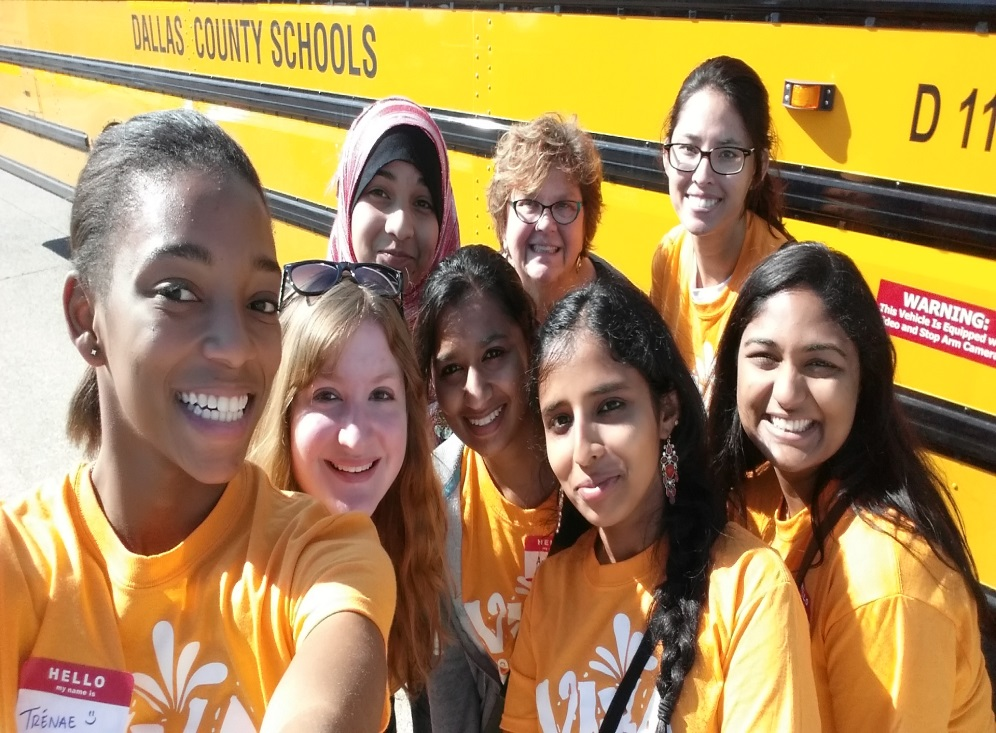 DALLAS COUNTY SCHOOLS
D 11
WARNING:
This Vehicle Is Equipped
Video and Stop Arm Camera
HELLO
my name is
TRÉNAE